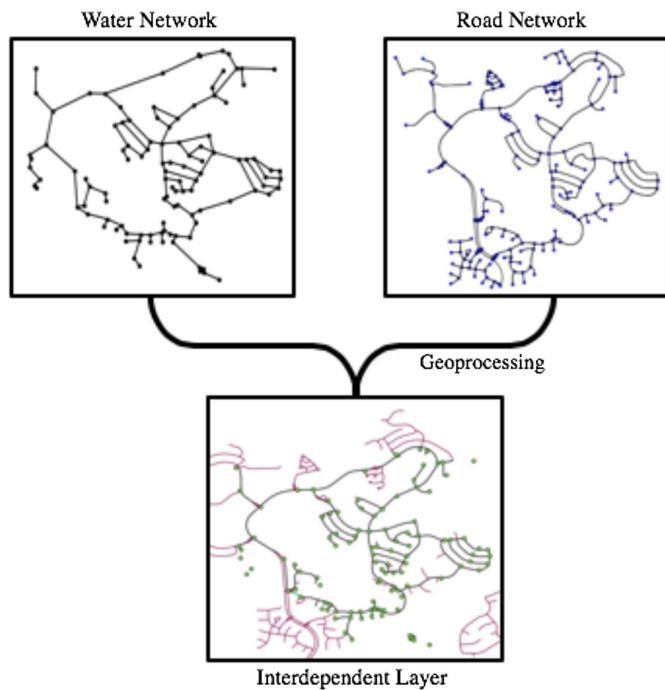 Water Network
Road Network
Geoprocessing
Interdependent Layer